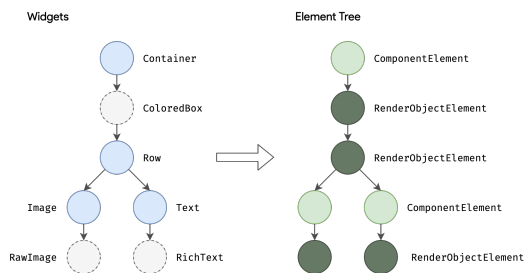 Widgets
Element Tree
Container
ComponentElement
ColoredBox
RenderObjectElement
Row
RenderObjectElement
Image
Text
ComponentElement
RawImage
RichText
RenderObjectElement